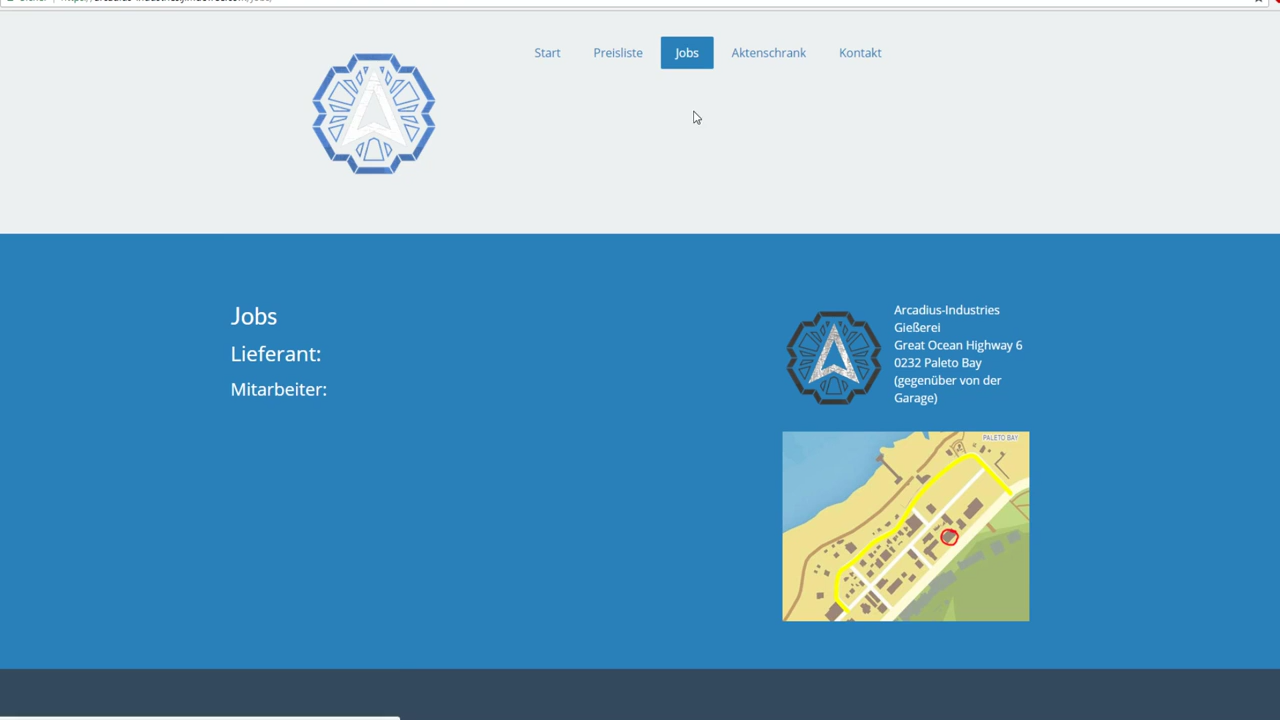 Start
Preisliste
Jobs
Aktenschrank
Kontakt
Jobs
Lieferant:
Mitarbeiter:
Arcadius-Industries
Gießerei
Great Ocean Highway 6
0232 Paleto Bay
(gegenüber von der
Garage)
PALETO BAY